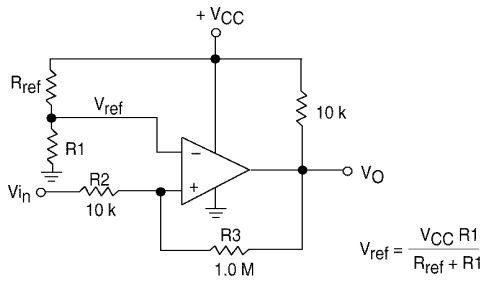 + VCC
Rref
Vref
10 k
R1
−
Vin
R2
+
VO
10 k
R3
1.0 M
Vref = VCC R1 / Rref + R1